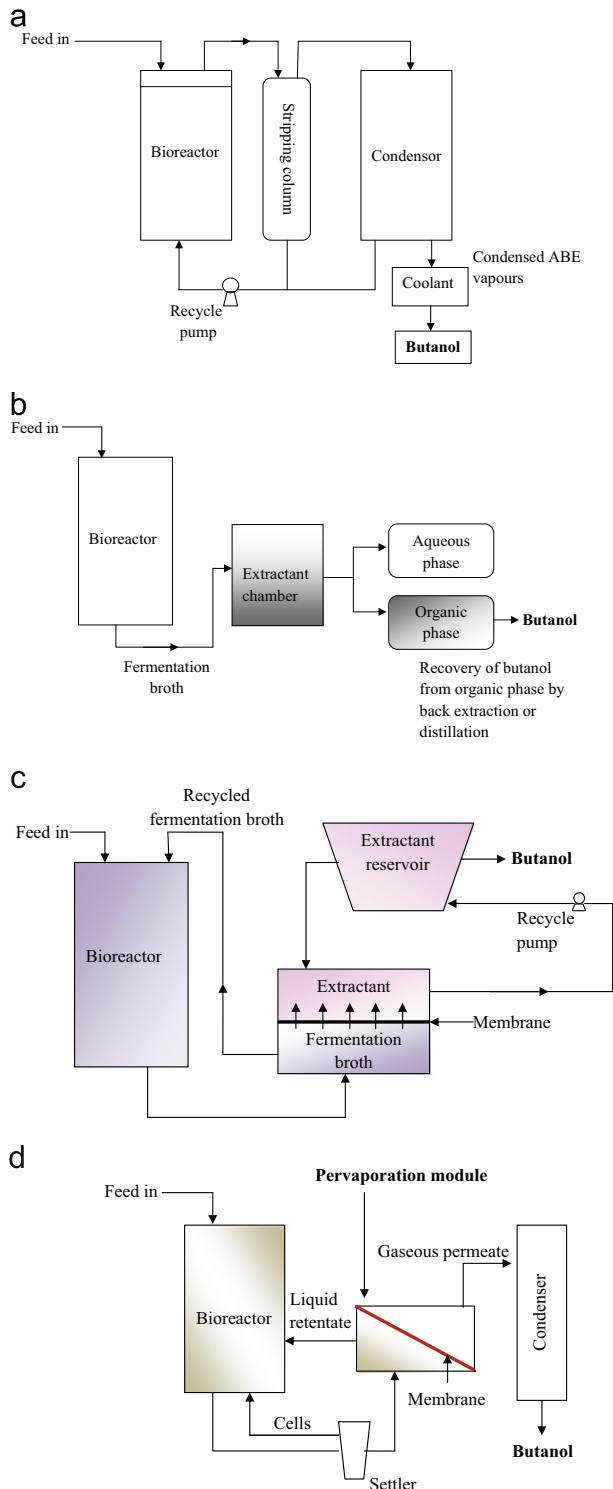 a
Feed in
Bioreactor
Stripping column
Condensor
Recycle
pump
Condensed ABE
vapours
Coolant
Butanol
b
Feed in
Bioreactor
Extractant
chamber
Aqueous
phase
Organic
phase
Butanol
Fermentation
broth
Recovery of butanol
from organic phase by
back extraction or
distillation
c
Recycled
fermentation broth
Feed in
Extractant
reservoir
Butanol
Recycle
pump
Bioreactor
Extractant
Membrane
Fermentation
broth
d
Pervaporation module
Feed in
Gaseous permeate
Bioreactor
Liquid
retentate
Condenser
Membrane
Cells
Settler
Butanol